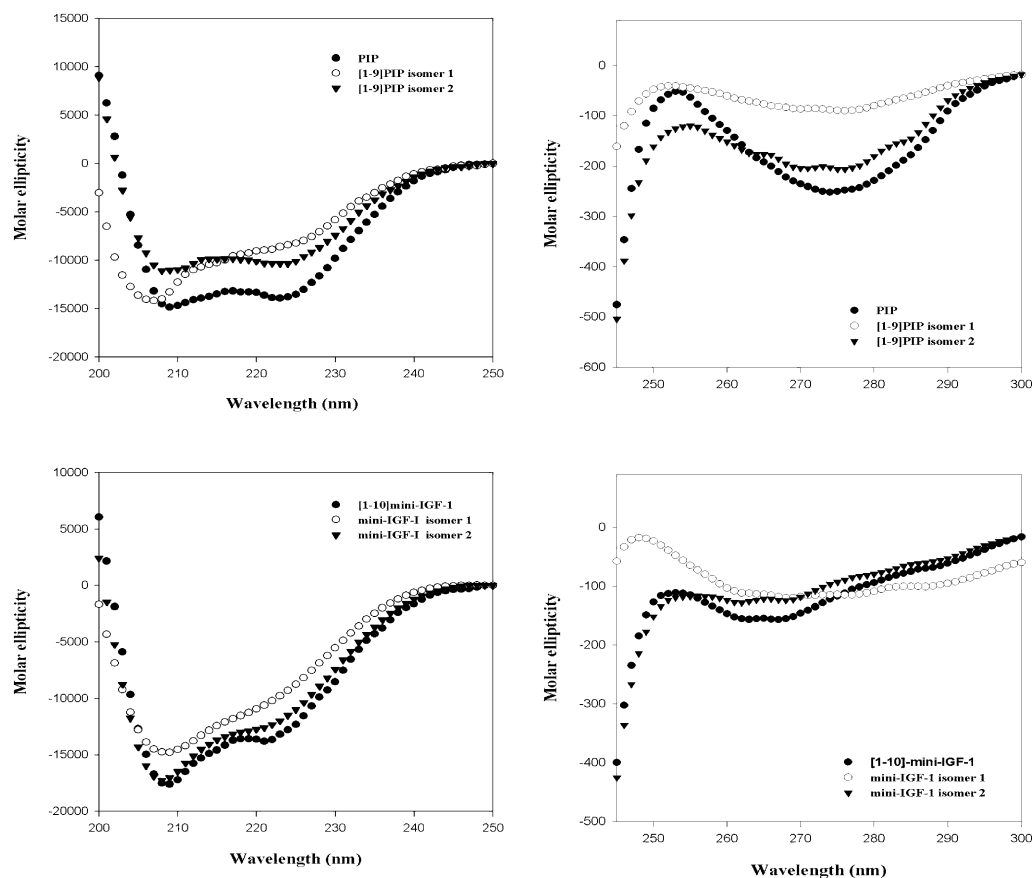 15000
10000
5000
0
-5000
-10000
-15000
-20000
Molar ellipticity
PIP
[1-9]PIP isomer 1
[1-9]PIP isomer 2
200 210 220 230 240 250
Wavelength (nm)
0
-100
-200
-300
-400
-500
-600
Molar ellipticity
PIP
[1-9]PIP isomer 1
[1-9]PIP isomer 2
250 260 270 280 290 300
10000
5000
0
-5000
-10000
-15000
-20000
Molar ellipticity
[1-10]mini-IGF-1
mini-IGF-I isomer 1
mini-IGF-I isomer 2
200 210 220 230 240 250
Wavelength (nm)
0
-100
-200
-300
-400
-500
Molar ellipticity
[1-10]-mini-IGF-1
mini-IGF-1 isomer 1
mini-IGF-1 isomer 2
250 260 270 280 290 300
Wavelength (nm)